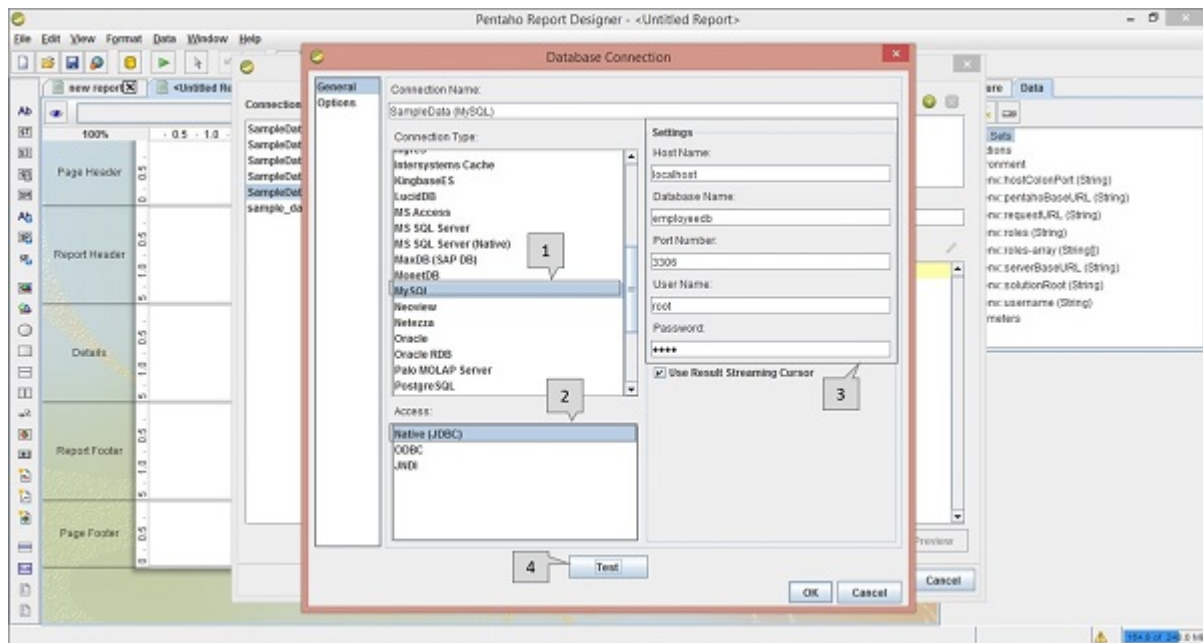 Pentaho Report Designer - <Untitled Report>
File Edit View Format Data Window Help
new report
<Untitled Re
100%
Page Header
Report Header
Details
Report Footer
Page Footer
Connection
SampleDat
SampleDat
SampleDat
SampleDat
SampleDat
sample_da
Database Connection
General
Options
Connection Name:
SampleData (MySQL)
Connection Type:
Intersystems Cache
KingbaseES
LucidDB
MS Access
MS SQL Server
MS SQL Server (Native)
MaxDB (SAP DB)
MonetDB
MySQL
Neoview
Netezza
Oracle
Oracle RDB
Palo MOLAP Server
PostgreSQL
1
Access:
2
Native (JDBC)
ODBC
JNDI
Settings
Host Name:
localhost
Database Name:
employeedb
Port Number:
3306
User Name:
root
Password:
****
Use Result Streaming Cursor
3
4
Test
OK Cancel
Preview
Cancel
Data
Sets
env:hostColonPort (String)
env:pentahoBaseURL (String)
env:requestURL (String)
env:roles (String)
env:roles-array (String[])
env:serverBaseURL (String)
env:solutionRoot (String)
env:username (String)
meters